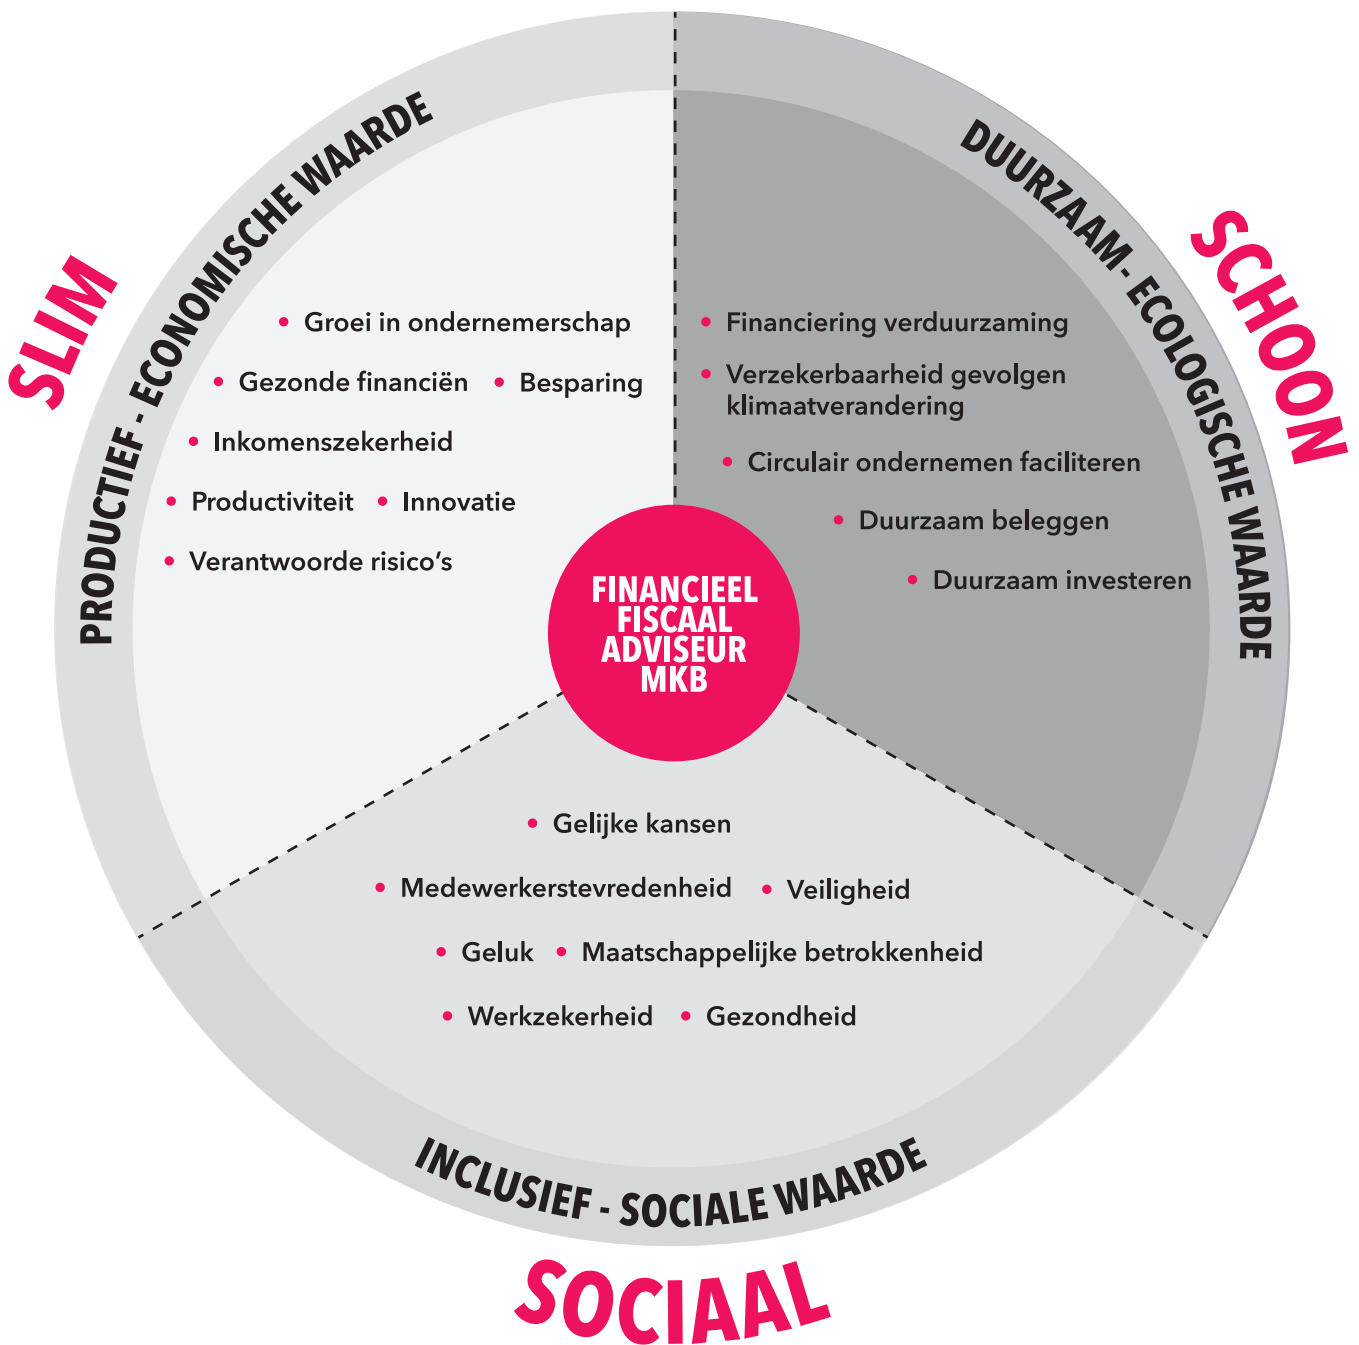 SLIM
PRODUCTIEF - ECONOMISCHE WAARDE
• Groei in ondernemerschap
• Gezonde financiën • Besparing
• Inkomenszekerheid
• Productiviteit • Innovatie
• Verantwoorde risico’s
SCHOON
DUURZAAM - ECOLOGISCHE WAARDE
• Financiering verduurzaming
• Verzekerbaarheid gevolgen
klimaatverandering
• Circulair ondernemen faciliteren
• Duurzaam beleggen
• Duurzaam investeren
FINANCIEEL
FISCAAL
ADVISEUR
MKB
• Gelijke kansen
• Medewerkerstevredenheid • Veiligheid
• Geluk • Maatschappelijke betrokkenheid
• Werkzekerheid • Gezondheid
INCLUSIEF - SOCIALE WAARDE
SOCIAAL